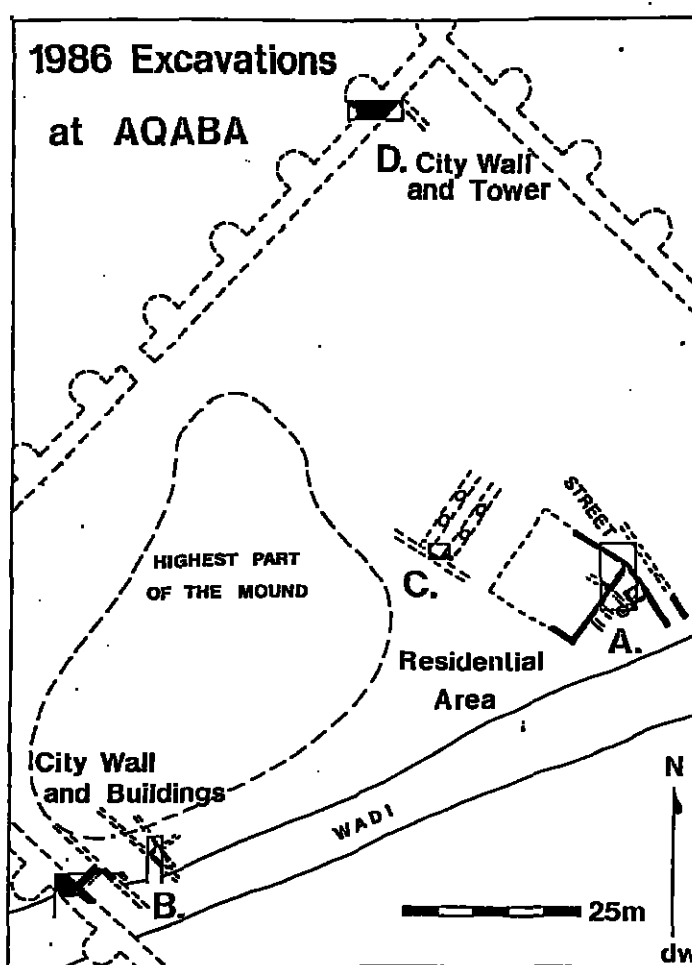 1986 Excavations
at AQABA
D. City Wall
and Tower
STREET
HIGHEST PART
OF THE MOUND
C.
A.
Residential
Area
City Wall
and Buildings
WADI
N
B.
25m
dw